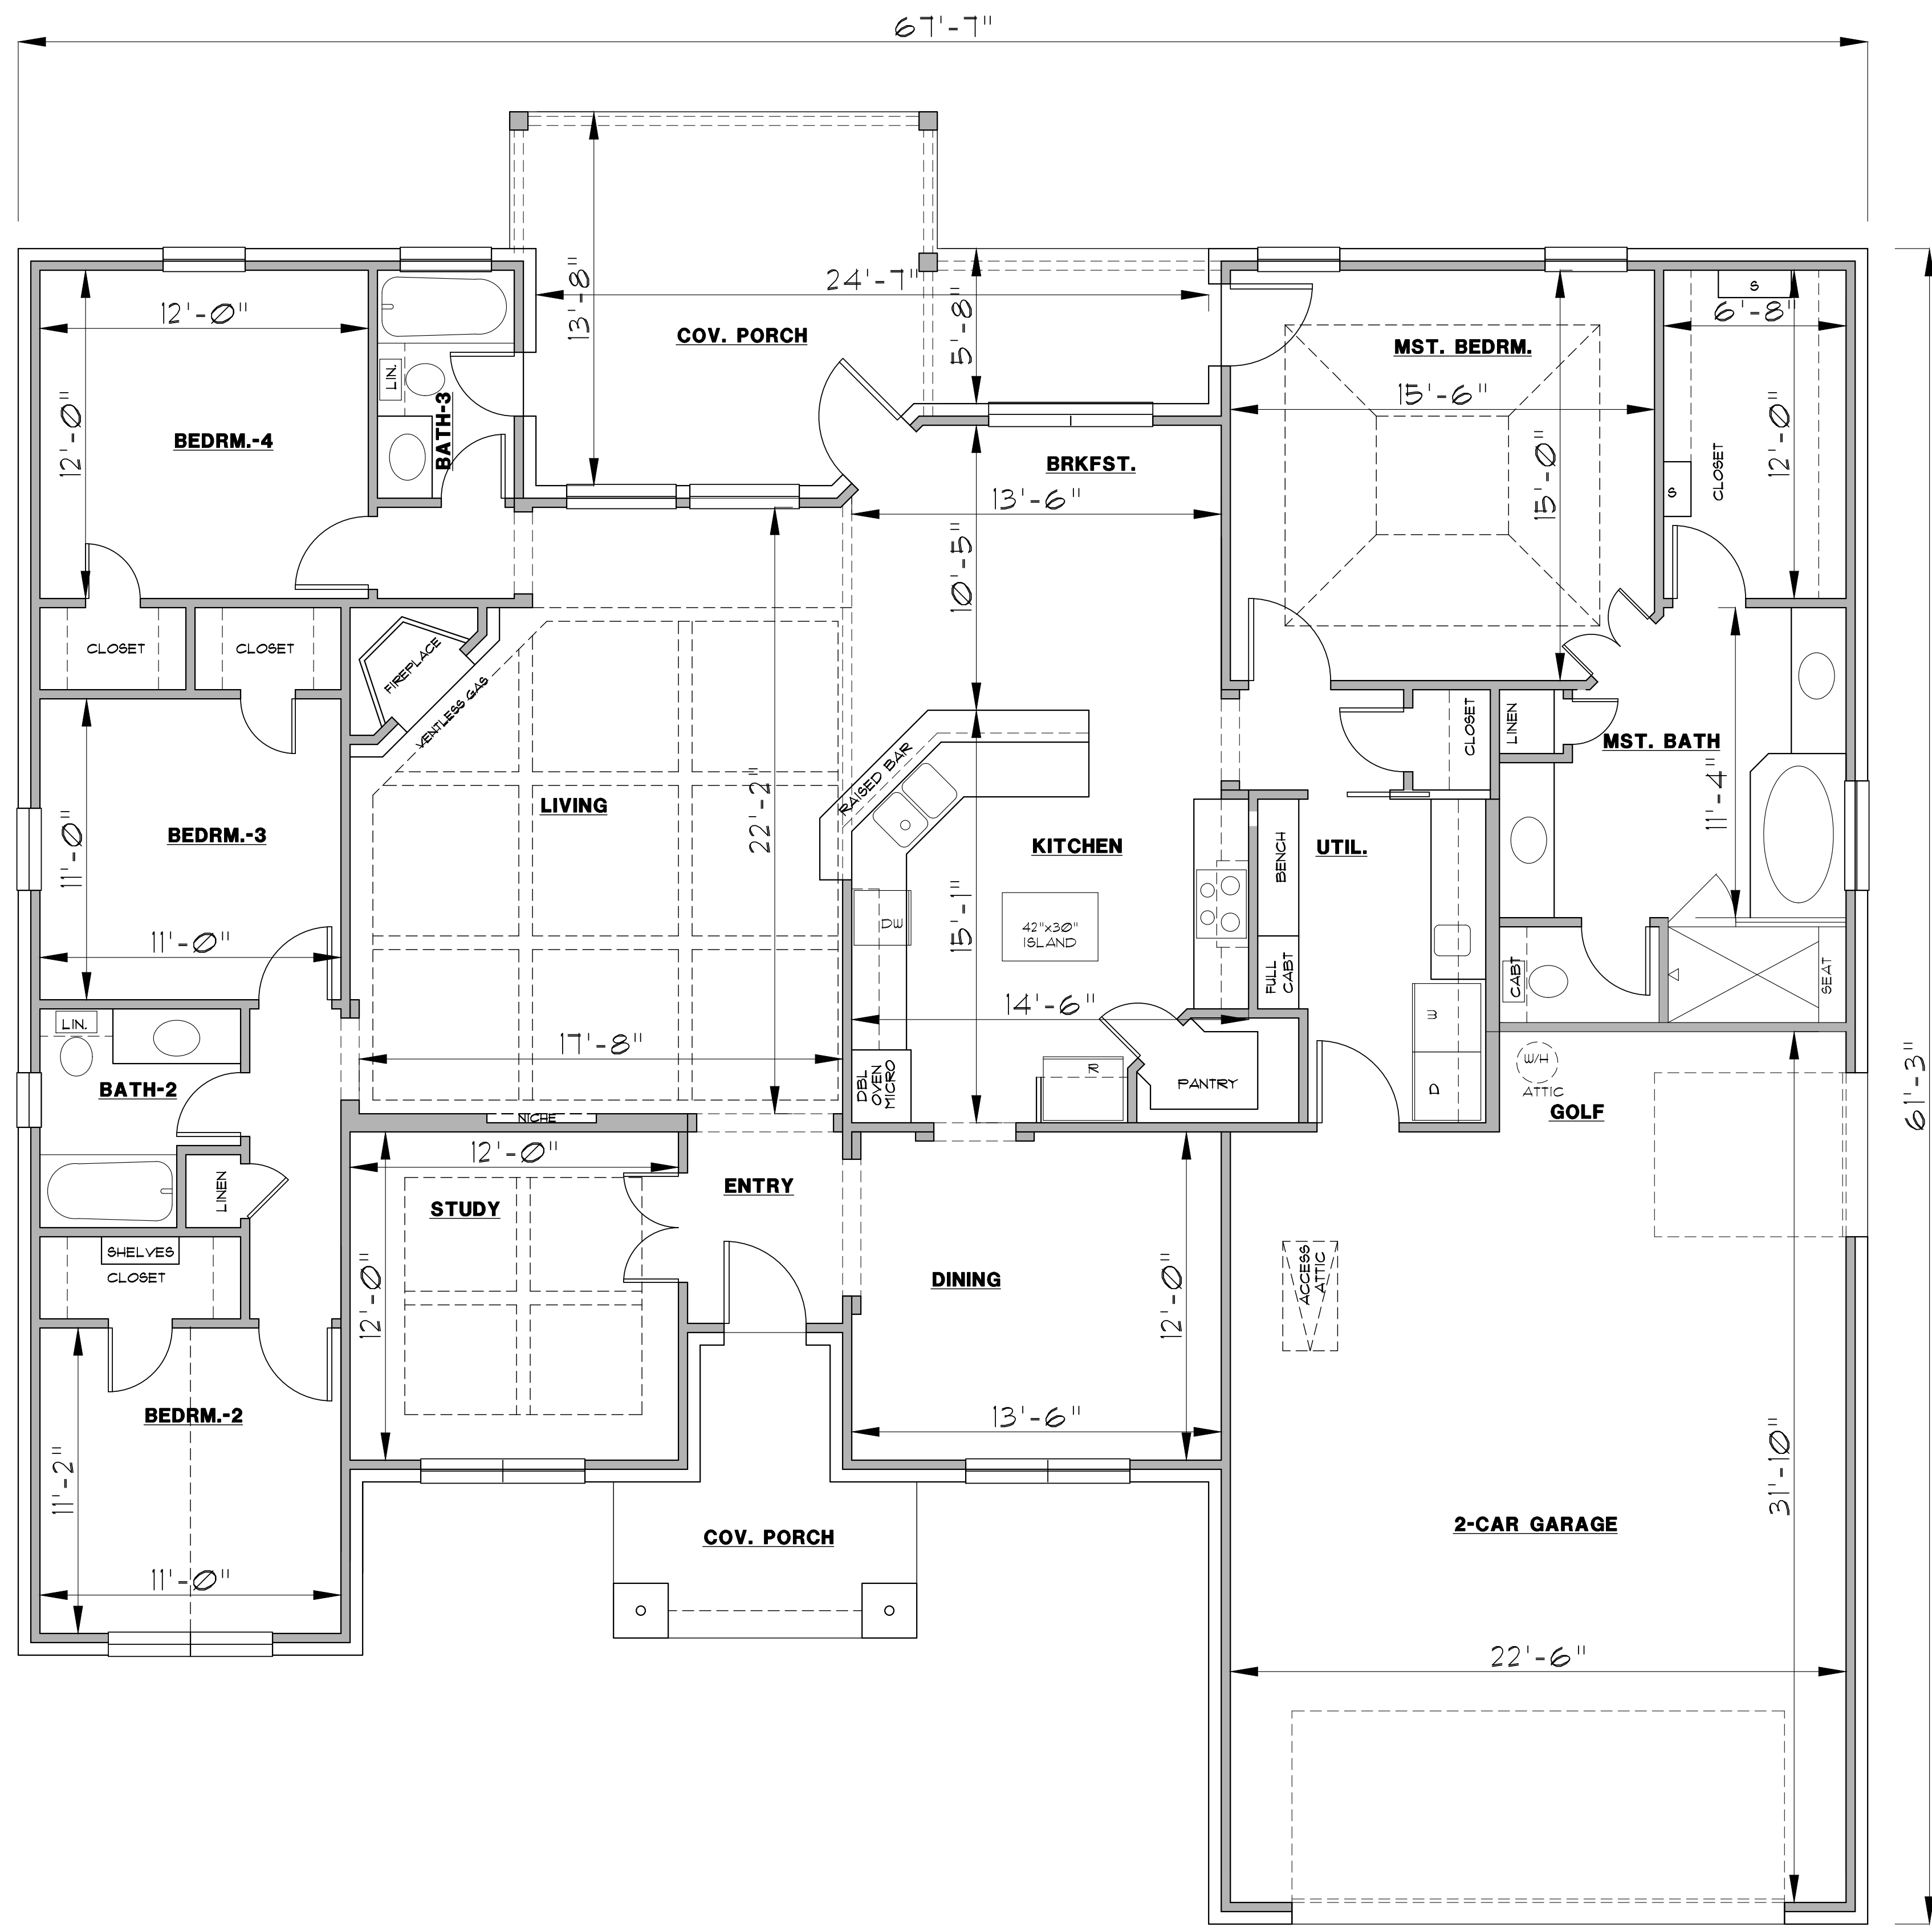 67'-7"
13'-8"
24'-7"
5'-8"
COV. PORCH
12'-0"
12'-0"
BEDRM.-4
LIN.
BATH-3
MST. BEDRM.
15'-6"
15'-0"
S
6'-8"
S
CLOSET
12'-0"
BRKFST.
13'-6"
10'-5"
CLOSET
CLOSET
FIREPLACE
VENTLESS GAS
LIVING
22'-2"
17'-8"
RAISED BAR
KITCHEN
15'-1"
DW
42"x30"
ISLAND
14'-6"
DBL
OVEN
MICRO
R
PANTRY
BENCH
FULL
CABT
UTIL.
CLOSET
W
D
LINEN
MST. BATH
11'-4"
CABT
SEAT
BEDRM.-3
11'-0"
11'-0"
LIN.
BATH-2
LINEN
SHELVES
CLOSET
BEDRM.-2
11'-2"
11'-0"
NICHE
12'-0"
STUDY
12'-0"
ENTRY
DINING
12'-0"
13'-6"
COV. PORCH
W/H
ATTIC
GOLF
ACCESS
ATTIC
2-CAR GARAGE
31'-10"
22'-6"
61'-3"